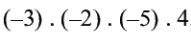 (–3) . (–2) . (–5) . 4